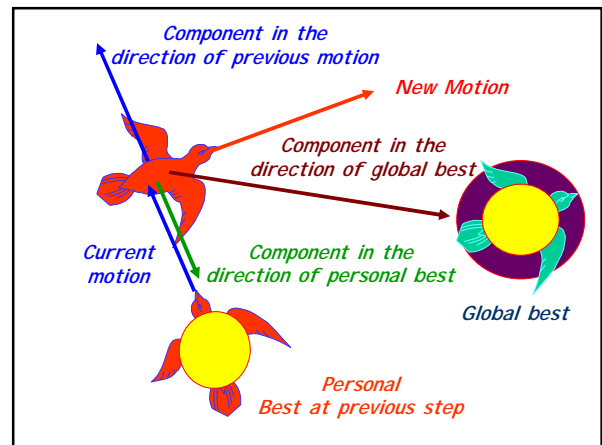 Component in the
direction of previous motion
New Motion
Component in the
direction of global best
Current
motion
Component in the
direction of personal best
Global best
Personal
Best at previous step